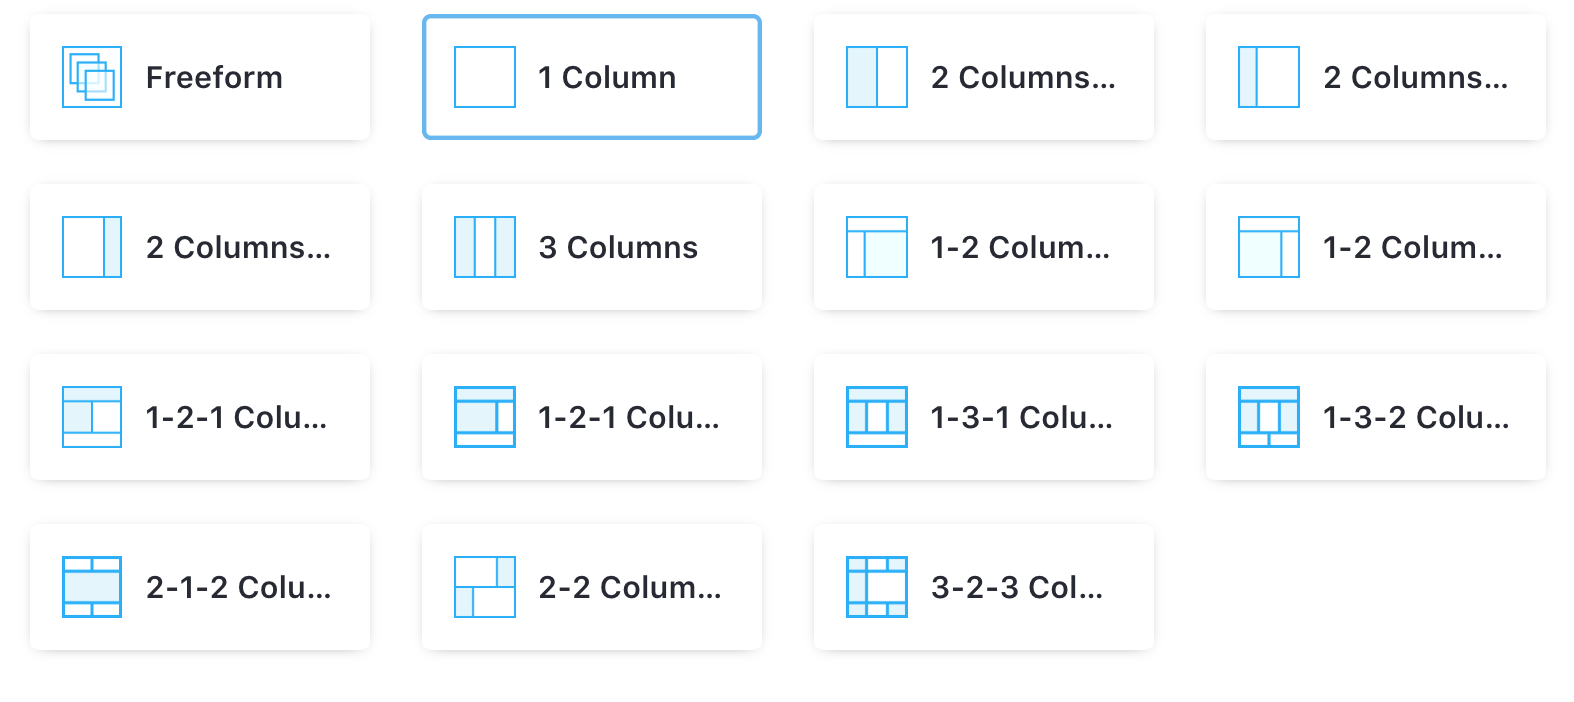 Freeform
1 Column
2 Columns...
2 Columns...
2 Columns...
3 Columns
1-2 Colum...
1-2 Colum...
1-2-1 Colu...
1-2-1 Colu...
1-3-1 Colu...
1-3-2 Colu...
2-1-2 Colu...
2-2 Colum...
3-2-3 Col...